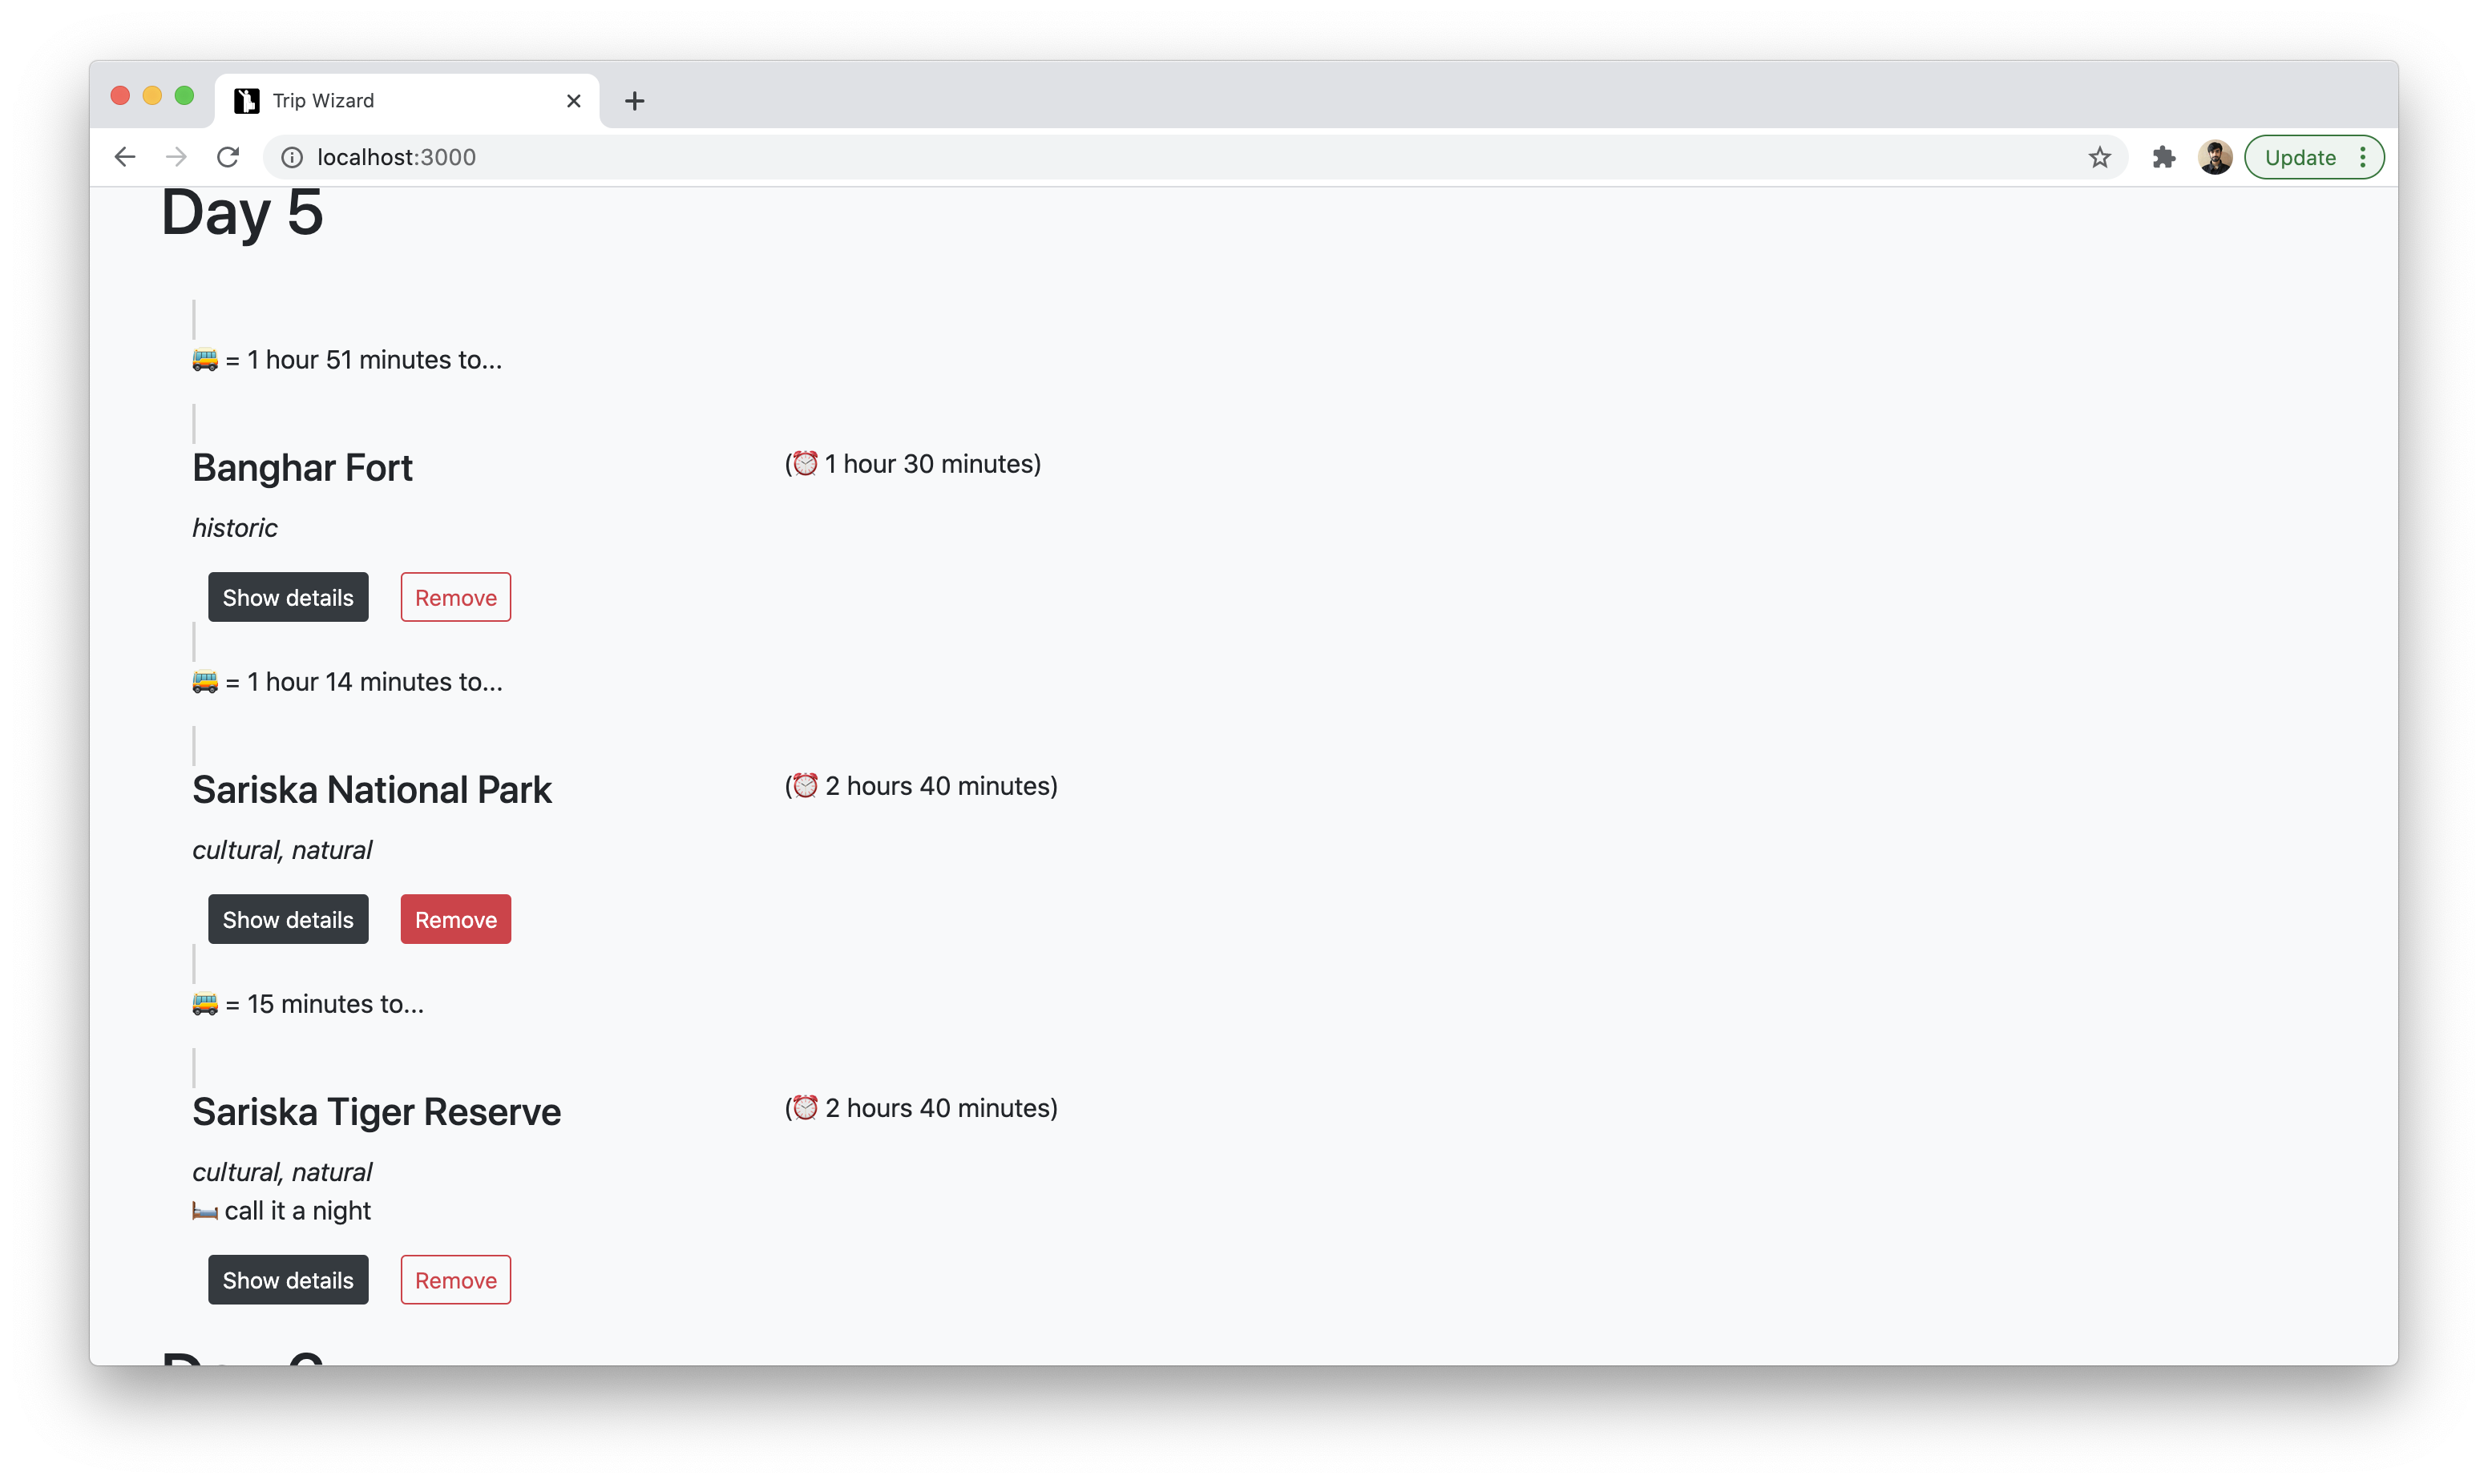 Trip Wizard
localhost:3000
Update
Day 5
= 1 hour 51 minutes to...
Banghar Fort (⏰ 1 hour 30 minutes)
historic
Show details Remove
= 1 hour 14 minutes to...
Sariska National Park (⏰ 2 hours 40 minutes)
cultural, natural
Show details Remove
= 15 minutes to...
Sariska Tiger Reserve (⏰ 2 hours 40 minutes)
cultural, natural
call it a night
Show details Remove